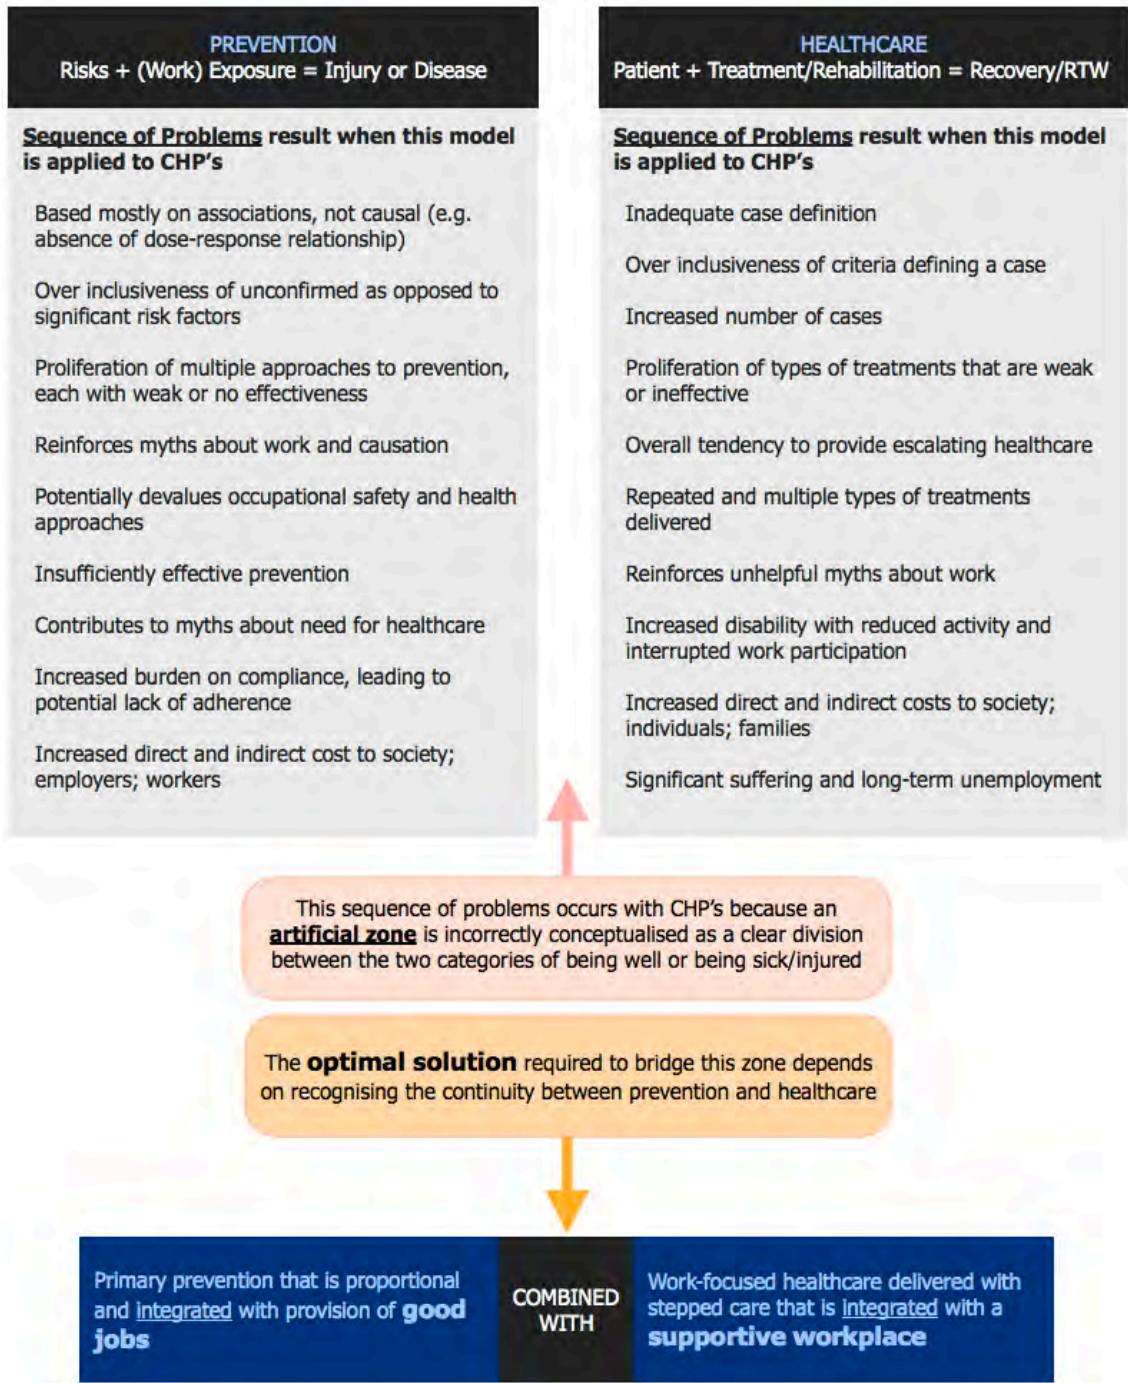 PREVENTION
Risks + (Work) Exposure = Injury or Disease
Sequence of Problems result when this model
is applied to CHP's
Based mostly on associations, not causal (e.g.
absence of dose-response relationship)
Over inclusiveness of unconfirmed as opposed to
significant risk factors
Proliferation of multiple approaches to prevention,
each with weak or no effectiveness
Reinforces myths about work and causation
Potentially devalues occupational safety and health
approaches
Insufficiently effective prevention
Contributes to myths about need for healthcare
Increased burden on compliance, leading to
potential lack of adherence
Increased direct and indirect cost to society;
employers; workers
HEALTHCARE
Patient + Treatment/Rehabilitation = Recovery/RTW
Sequence of Problems result when this model
is applied to CHP's
Inadequate case definition
Over inclusiveness of criteria defining a case
Increased number of cases
Proliferation of types of treatments that are weak
or ineffective
Overall tendency to provide escalating healthcare
Repeated and multiple types of treatments
delivered
Reinforces unhelpful myths about work
Increased disability with reduced activity and
interrupted work participation
Increased direct and indirect costs to society;
individuals; families
Significant suffering and long-term unemployment
This sequence of problems occurs with CHP's because an
artificial zone is incorrectly conceptualised as a clear division
between the two categories of being well or being sick/injured
The optimal solution required to bridge this zone depends
on recognising the continuity between prevention and healthcare
Primary prevention that is proportional
and integrated with provision of good
jobs
COMBINED
WITH
Work-focused healthcare delivered with
stepped care that is integrated with a
supportive workplace